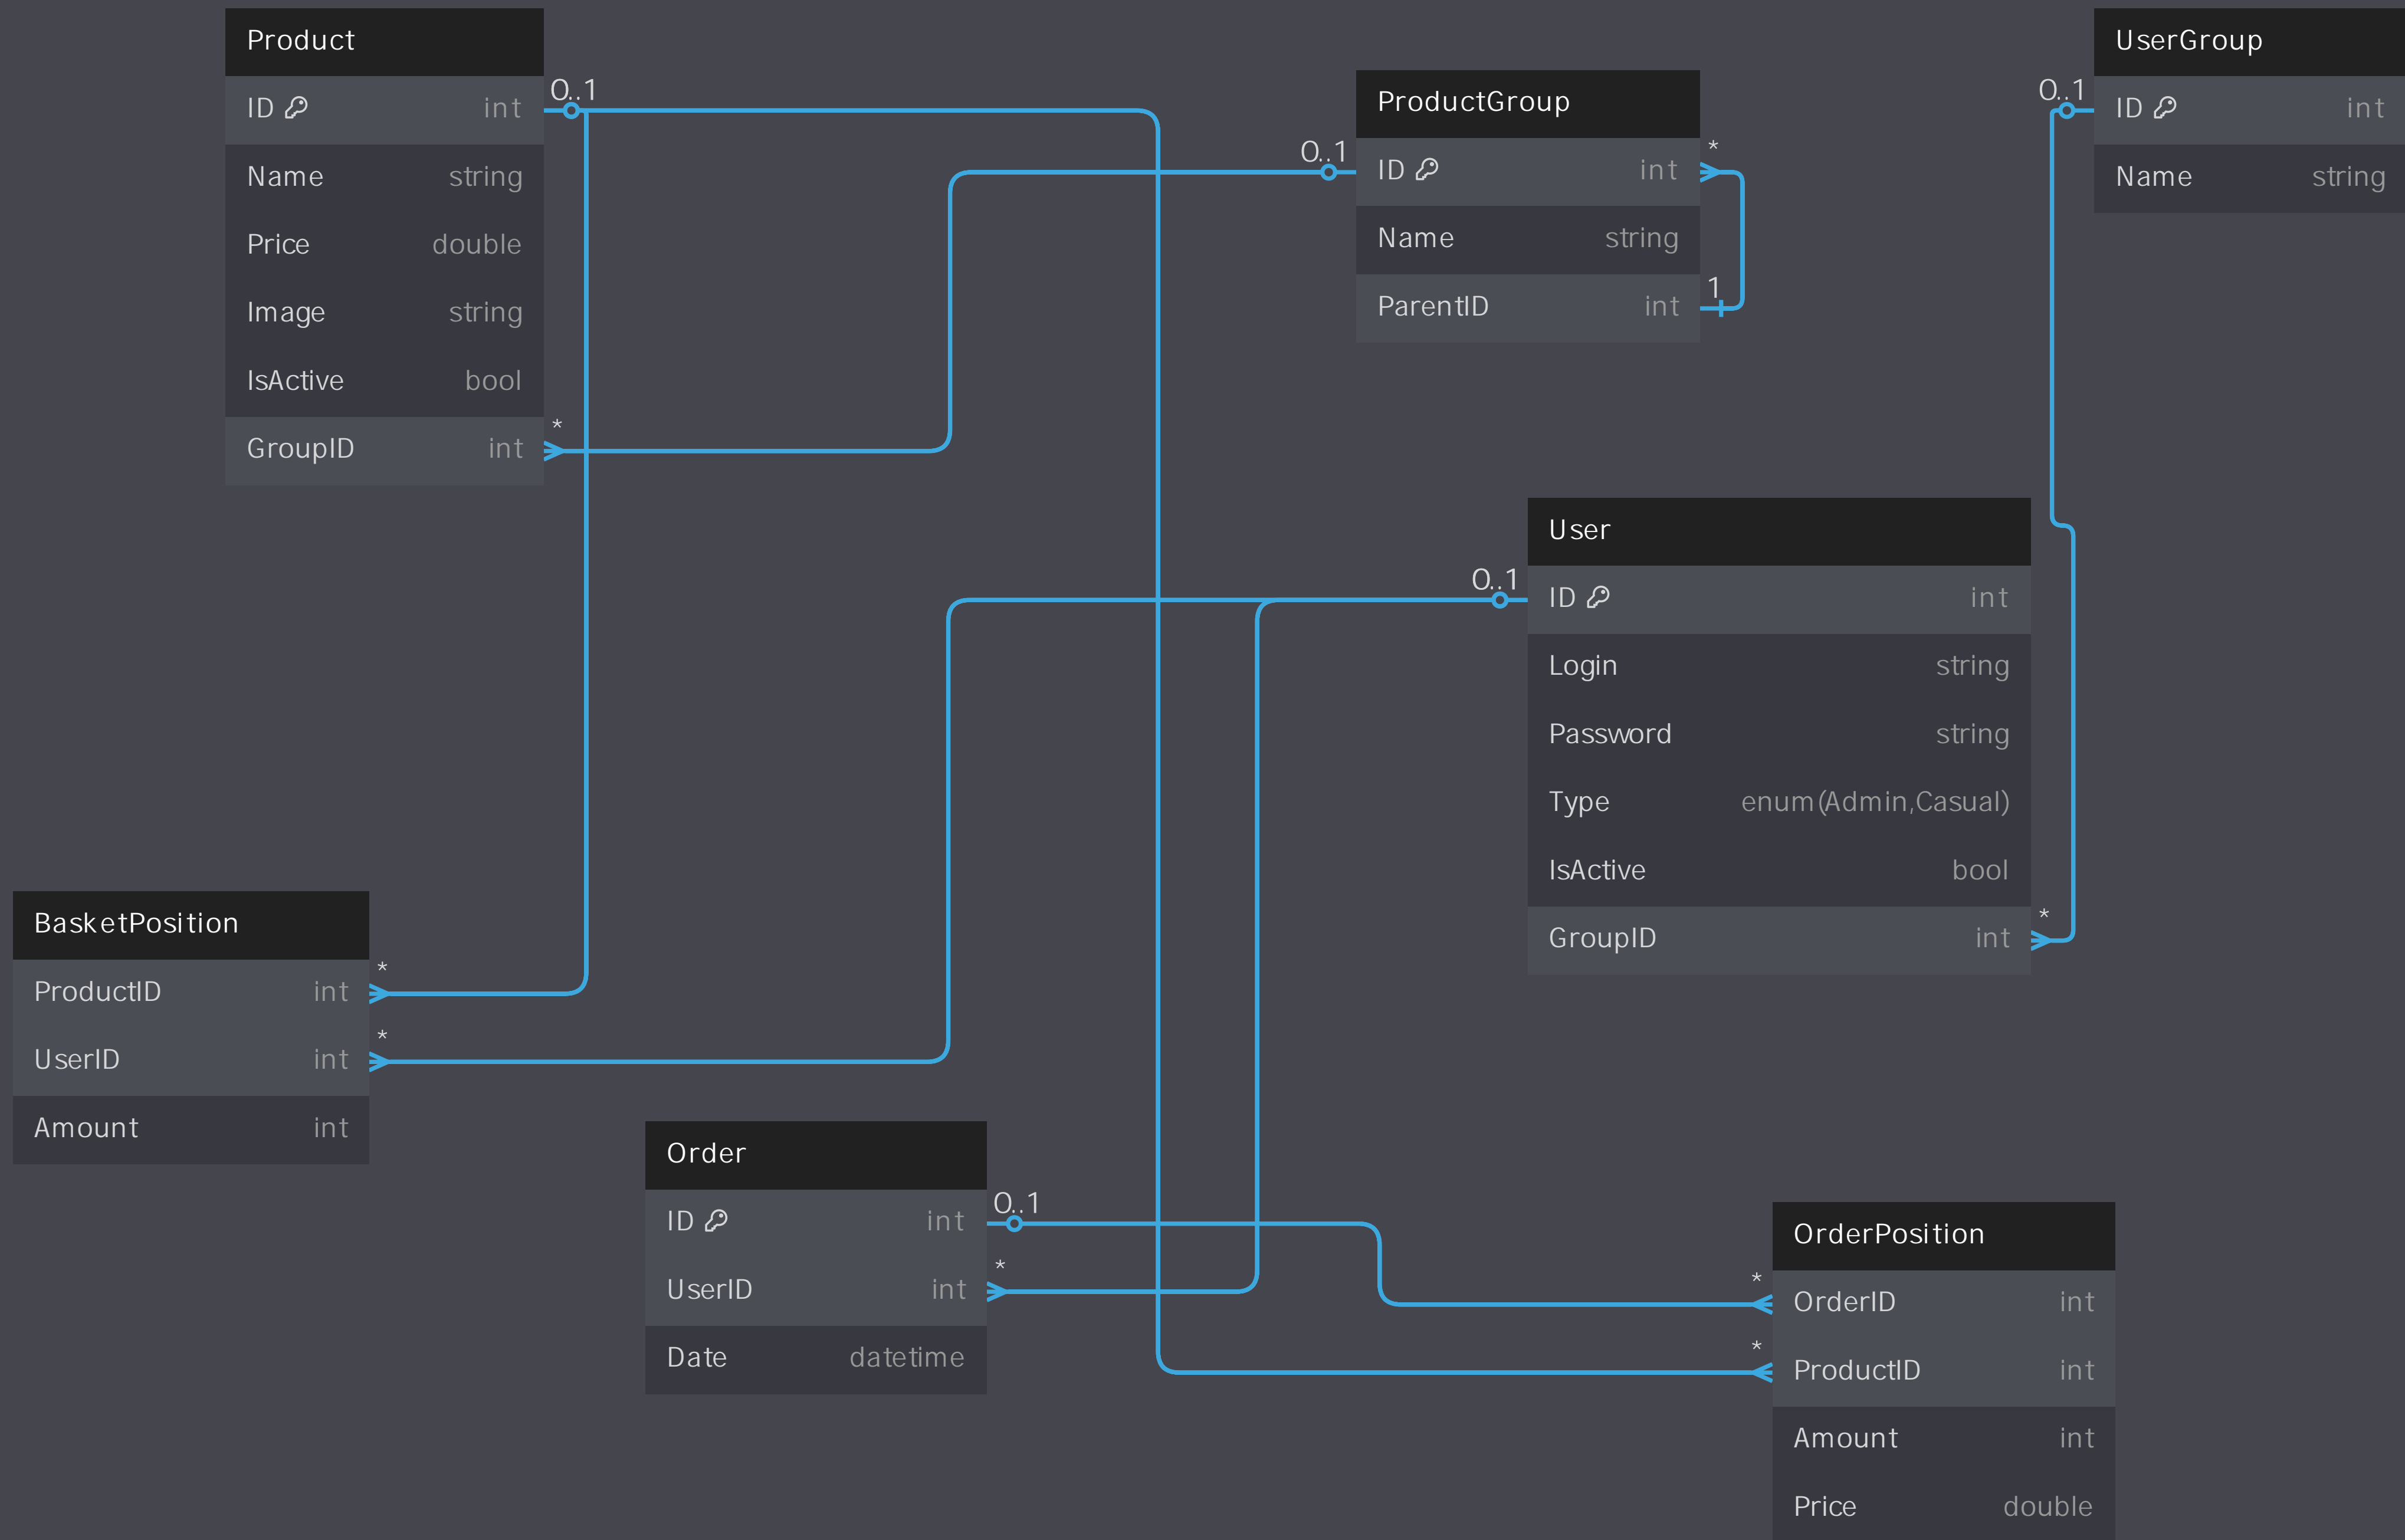 Product
0..1
ID int
Name string
Price double
Image string
IsActive bool
*
GroupID int
ProductGroup
0..1
*
ID int
Name string
1
ParentID int
UserGroup
0..1
ID int
Name string
User
0..1
ID int
Login string
Password string
Type enum(Admin,Casual)
IsActive bool
*
GroupID int
BasketPosition
*
ProductID int
*
UserID int
Amount int
Order
0..1
ID int
*
UserID int
Date datetime
OrderPosition
*
OrderID int
*
ProductID int
Amount int
Price double